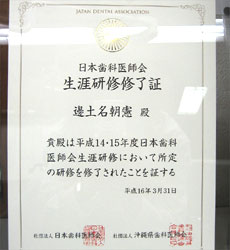 JAPAN DENTAL ASSOCIATION
日本歯科医師会
生涯研修修了証
邊土名朝憲 殿
貴殿は平成14・15年度日本歯科
医師会生涯研修において所定
の研修を修了されたことを証する
平成16年3月31日
社団法人 日本歯科医師会 社団法人 沖縄県歯科医師会